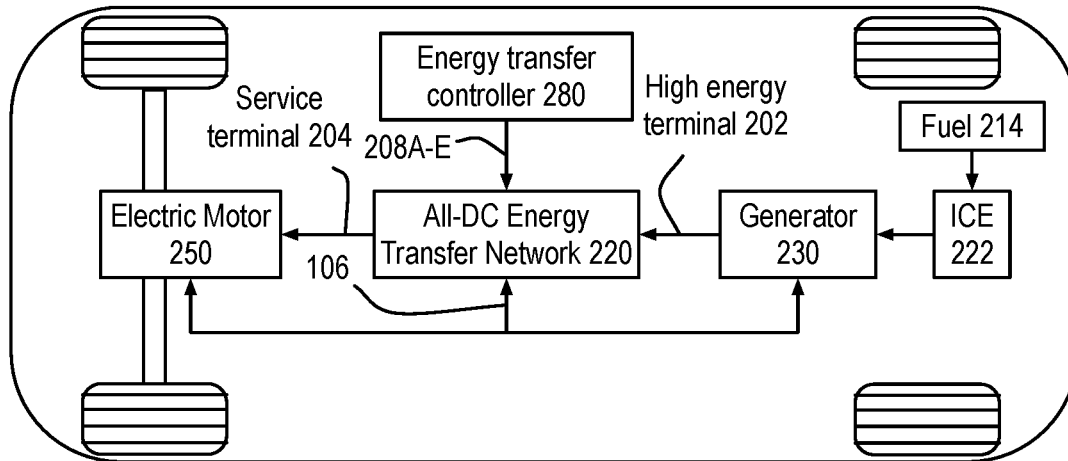 Energy transfer
controller 280
Service
terminal 204
High energy
terminal 202
208A-E
Fuel 214
Electric Motor
250
All-DC Energy
Transfer Network 220
Generator
230
ICE
222
106